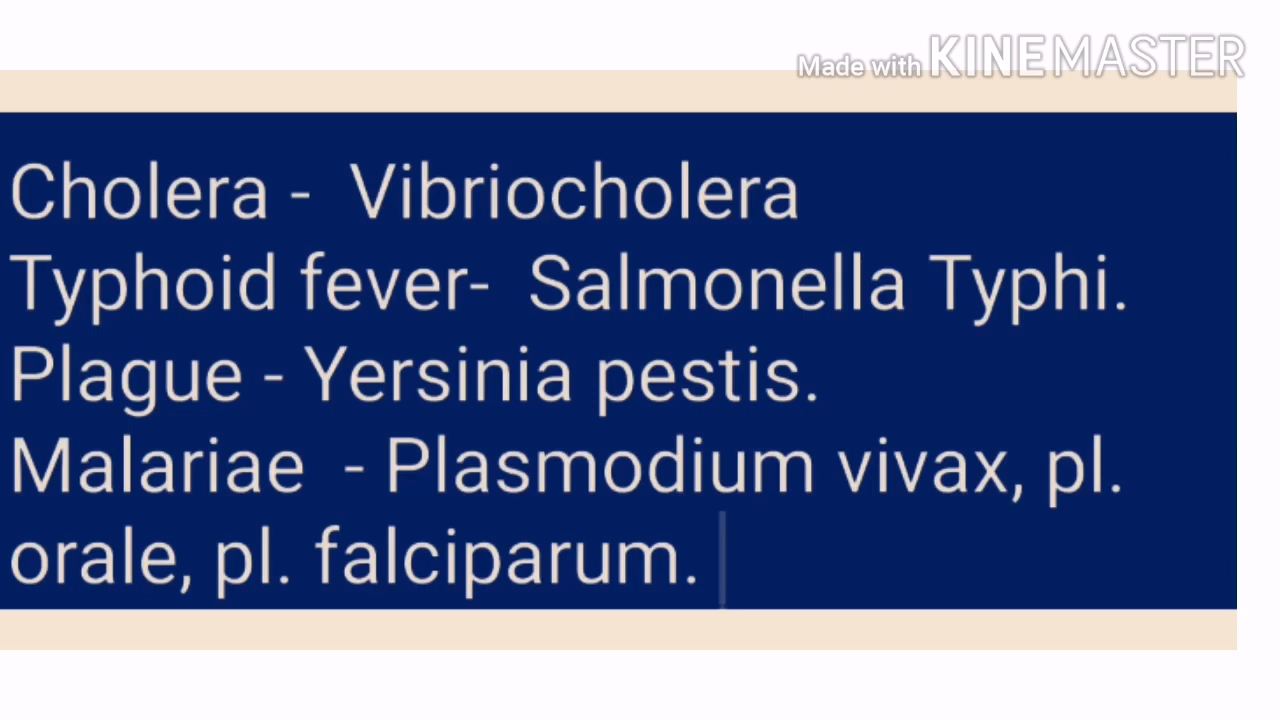 Made with KINEMASTER
Cholera - Vibriocholera
Typhoid fever- Salmonella Typhi.
Plague - Yersinia pestis.
Malariae - Plasmodium vivax, pl.
orale, pl. falciparum.